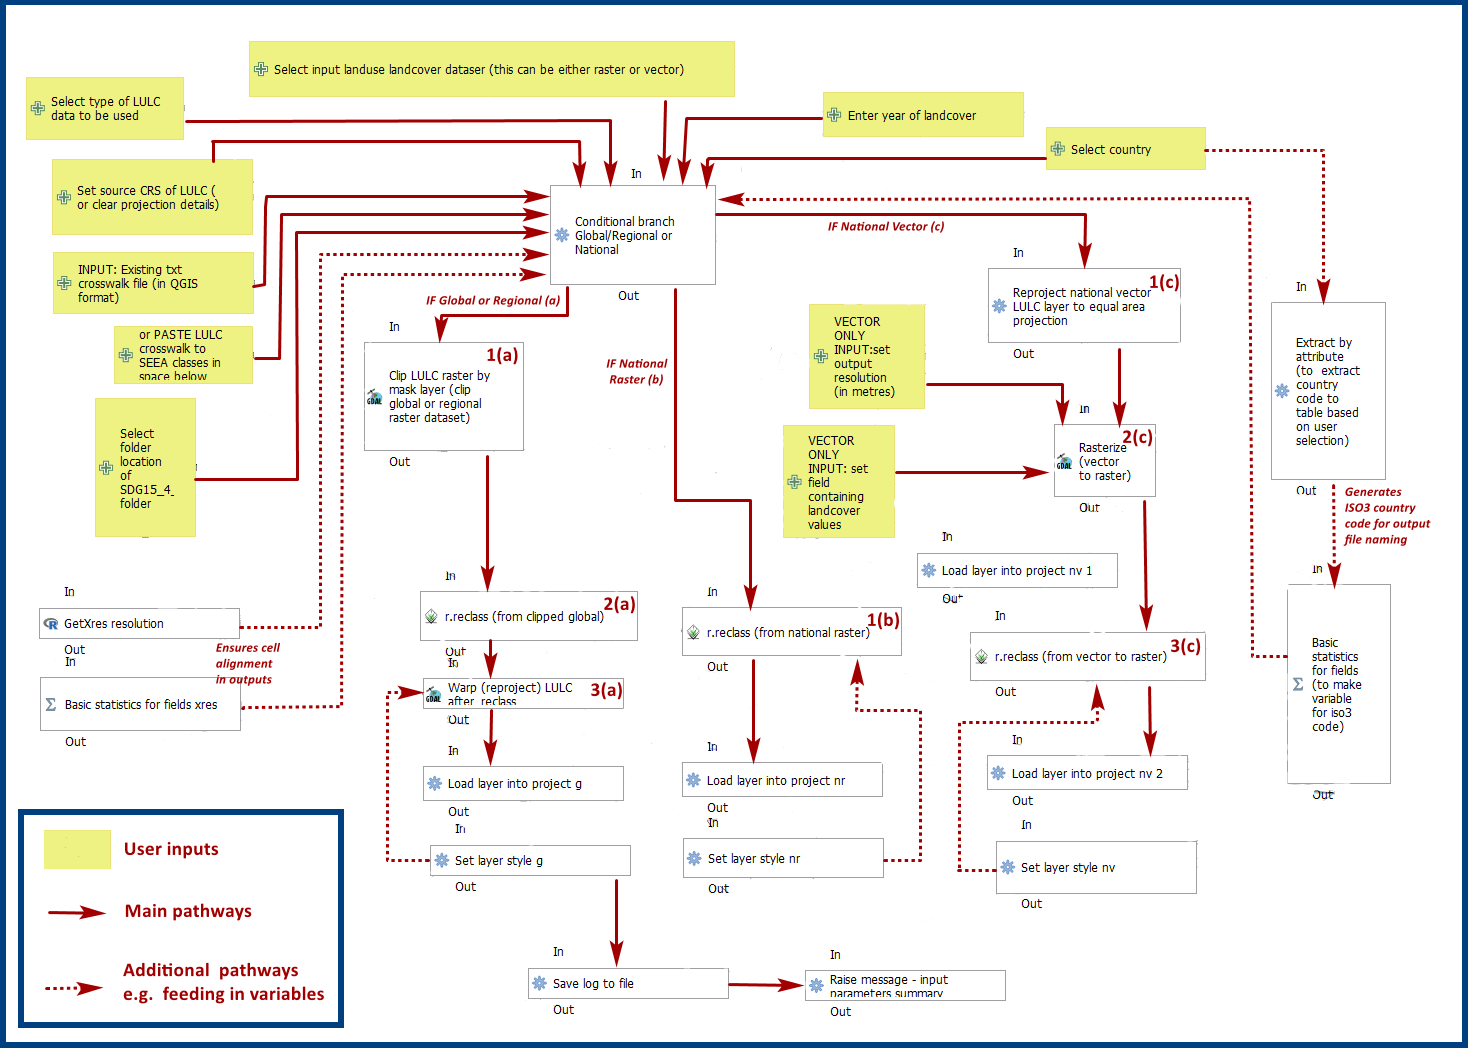 Select input landuse landcover dataser (this can be either raster or vector)
Select type of LULC
data to be used
Enter year of landcover
Select country
Set source CRS of LULC (
or clear projection details)
INPUT: Existing txt
crosswalk file (in QGIS
format)
or PASTE LULC
crosswalk to
SEEA classes in
space below
Select
folder
location
of
SDG15_4_
folder
In
Conditional branch
Global/Regional or
National
Out
IF National Vector (c)
IF Global or Regional (a)
IF National
Raster (b)
In
1(a)
Clip LULC raster by
mask layer (clip
global or regional
raster dataset)
Out
In
1(c)
Reproject national vector
LULC layer to equal area
projection
Out
VECTOR
ONLY
INPUT:set
output
resolution
(in metres)
VECTOR
ONLY
INPUT: set
field
containing
landcover
values
In
2(c)
Rasterize
(vector
to raster)
Out
In
Extract by
attribute
(to extract
country
code to
table based
on user
selection)
Out
Generates
ISO3 country
code for output
file naming
In
Basic
statistics
for fields
(to make
variable
for iso3
code)
Out
In
Load layer into project nv 1
Out
In
GetXres resolution
Out
In
Basic statistics for fields xres
Out
Ensures cell
alignment
in outputs
In
2(a)
r.reclass (from clipped global)
Out
In
3(a)
Warp (reproject) LULC
after reclass
Out
In
Load layer into project g
Out
In
Set layer style g
Out
In
1(b)
r.reclass (from national raster)
Out
In
Load layer into project nr
Out
In
Set layer style nr
Out
In
3(c)
r.reclass (from vector to raster)
Out
In
Load layer into project nv 2
Out
In
Set layer style nv
Out
In
Save log to file
Out
In
Raise message - input
parameters summary
Out
User inputs
Main pathways
Additional pathways
e.g. feeding in variables
GDAL
GDAL
GDAL